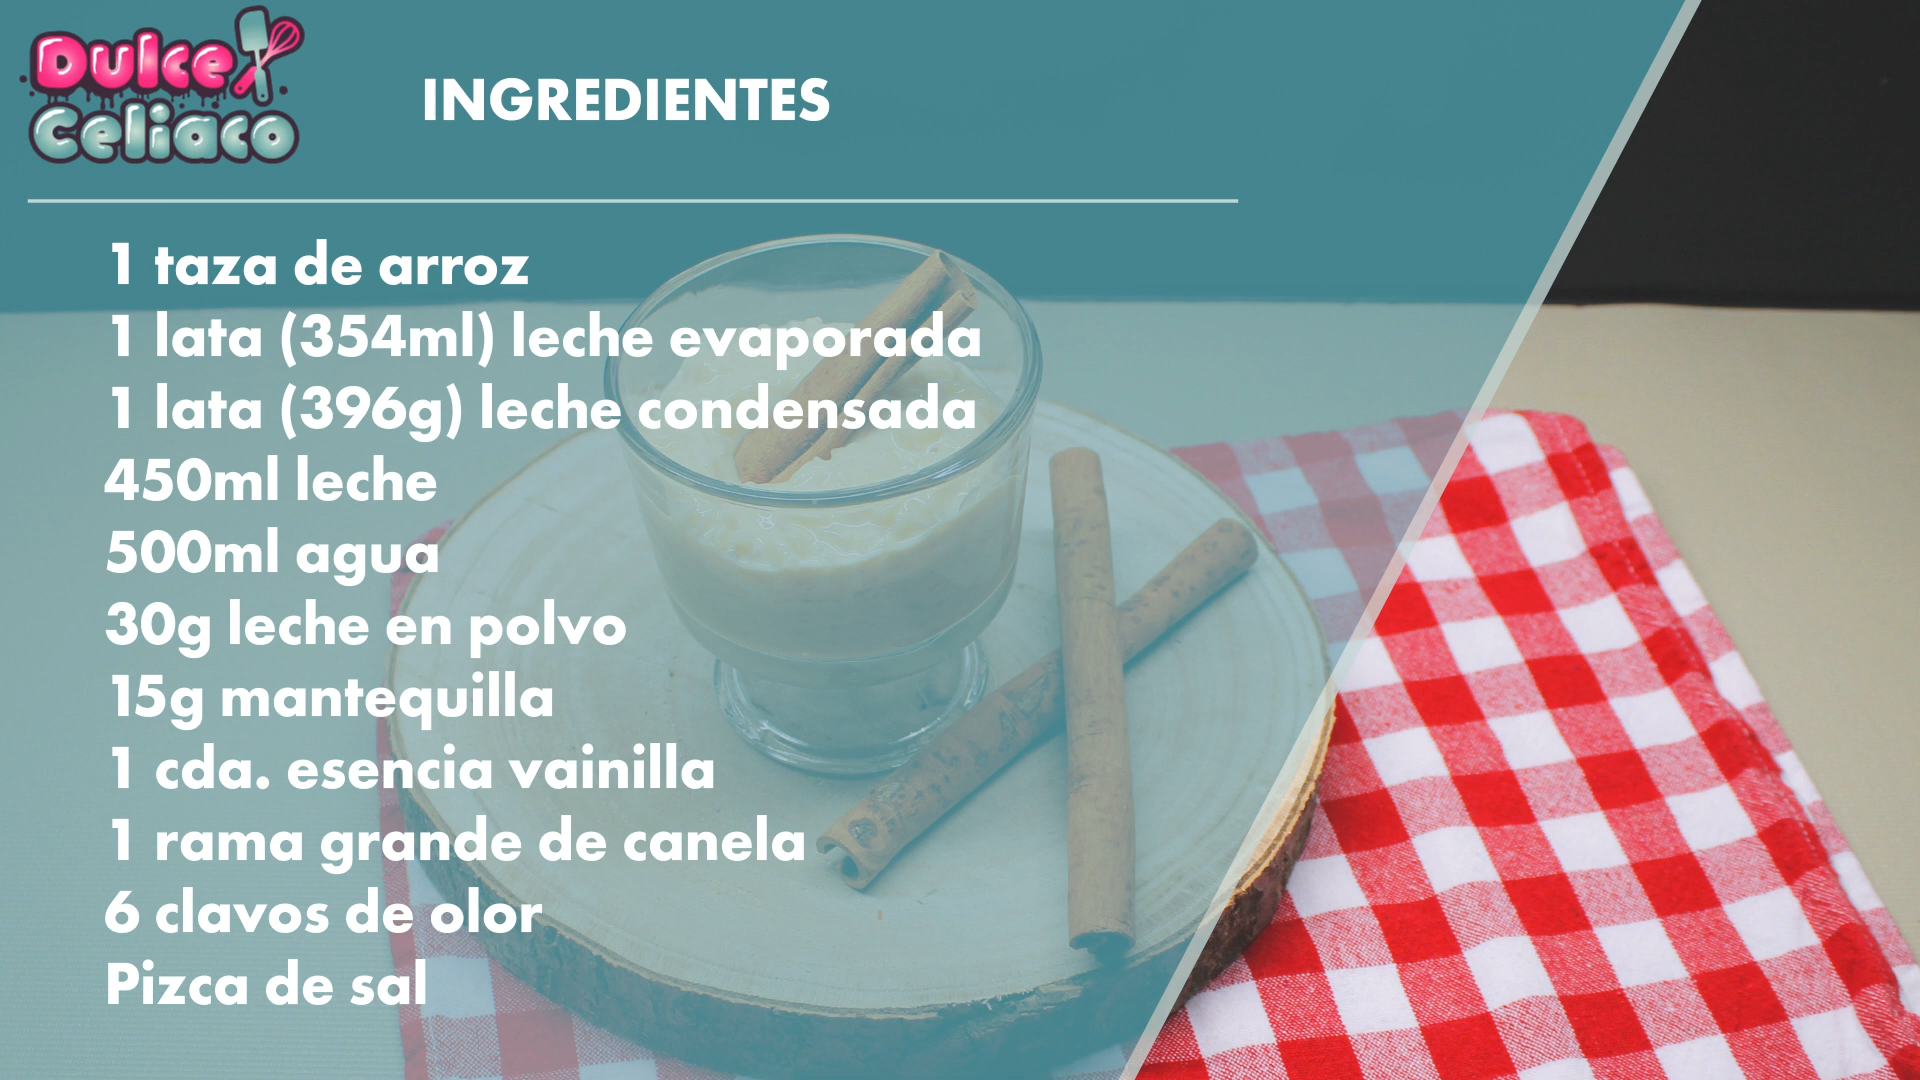 Dulce
Celiaco
INGREDIENTES
1 taza de arroz
1 lata (354ml) leche evaporada
1 lata (396g) leche condensada
450ml leche
500ml agua
30g leche en polvo
15g mantequilla
1 cda. esencia vainilla
1 rama grande de canela
6 clavos de olor
Pizca de sal